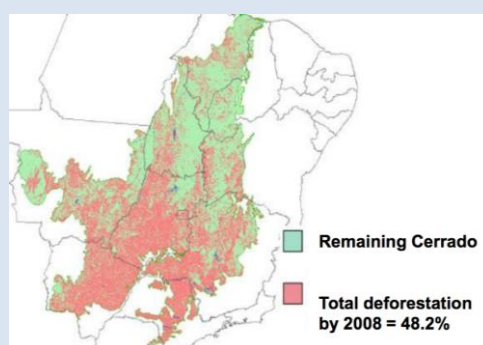 Remaining Cerrado
Total deforestation
by 2008 = 48.2%